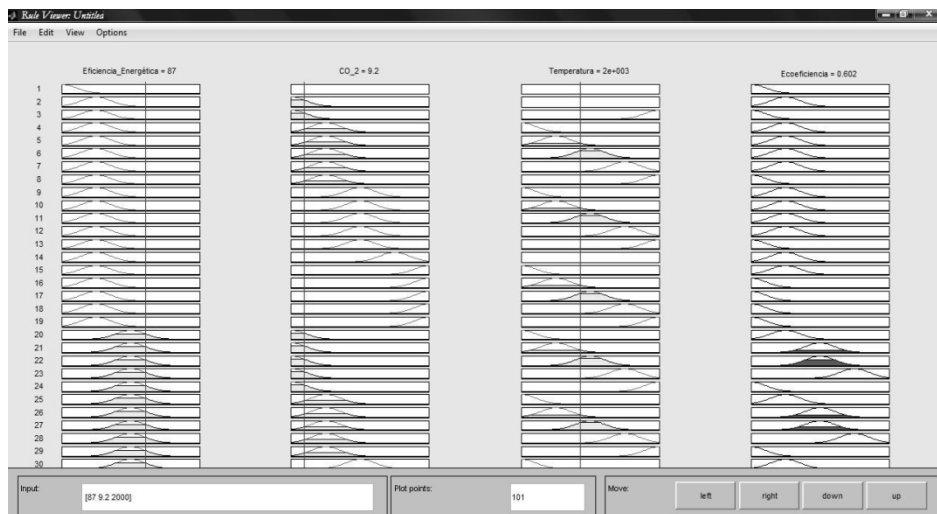 Rule Viewer: Untitled
File Edit View Options
Eficiencia_Energética = 87
CO_2 = 9.2
Temperatura = 2e+003
Ecoeficiencia = 0.602
1
2
3
4
5
6
7
8
9
10
11
12
13
14
15
16
17
18
19
20
21
22
23
24
25
26
27
28
29
30
Input:
[87 9.2 2000]
Plot points:
101
Move:
left
right
down
up